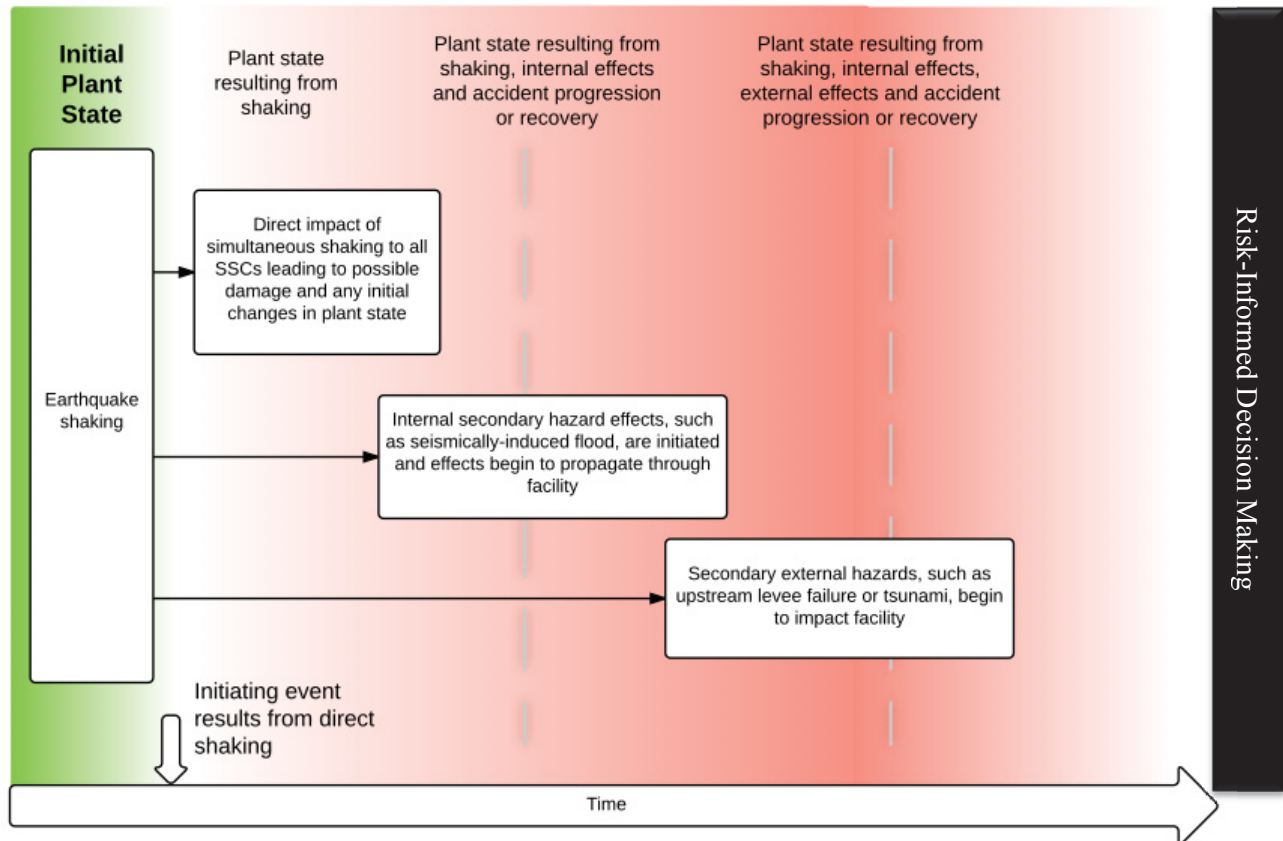 Initial
Plant
State
Plant state
resulting from
shaking
Plant state resulting from
shaking, internal effects
and accident progression
or recovery
Plant state resulting from
shaking, internal effects,
external effects and accident
progression or recovery
Direct impact of
simultaneous shaking to all
SSCs leading to possible
damage and any initial
changes in plant state
Earthquake
shaking
Internal secondary hazard effects, such
as seismically-induced flood, are initiated
and effects begin to propagate through
facility
Secondary external hazards, such as
upstream levee failure or tsunami, begin
to impact facility
Initiating event
results from direct
shaking
Time
Risk-Informed Decision Making